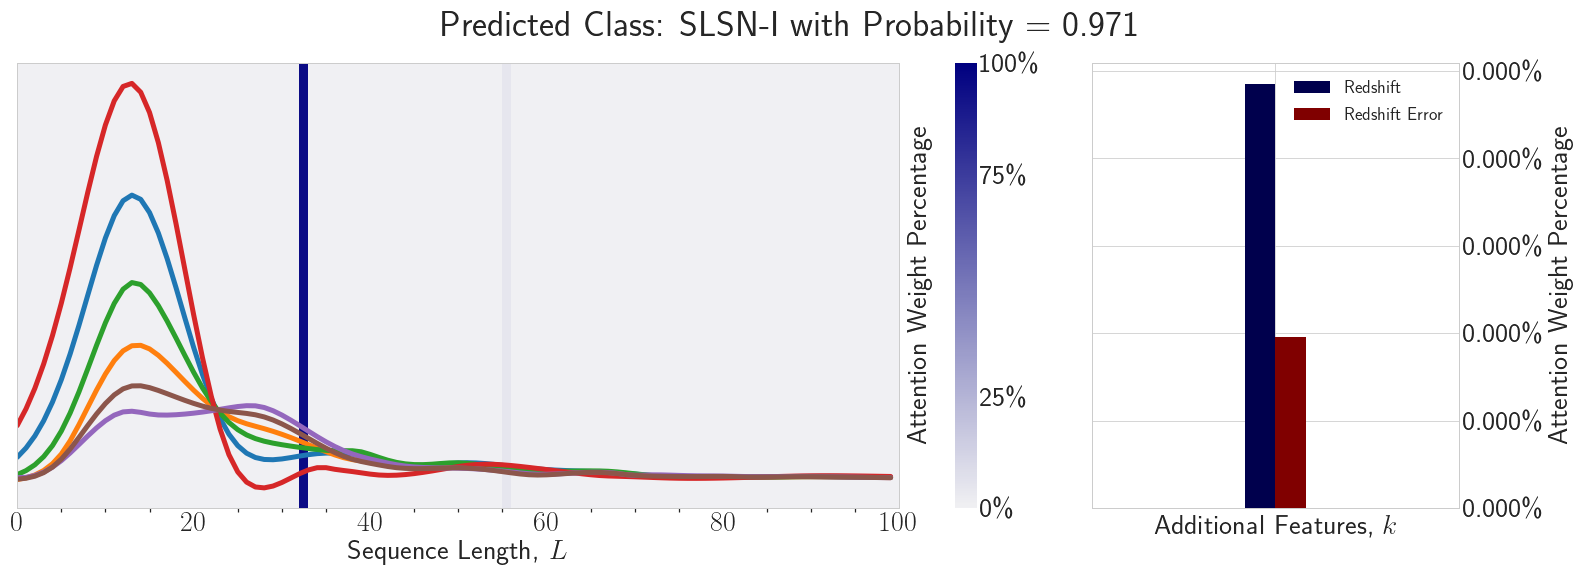 Predicted Class: SLSN-I with Probability = 0.971
0 20 40 60 80 100
Sequence Length, L
100%
75%
25%
0%
Attention Weight Percentage
Redshift
Redshift Error
0.000%
0.000%
0.000%
0.000%
0.000%
0.000%
Attention Weight Percentage
Additional Features, k